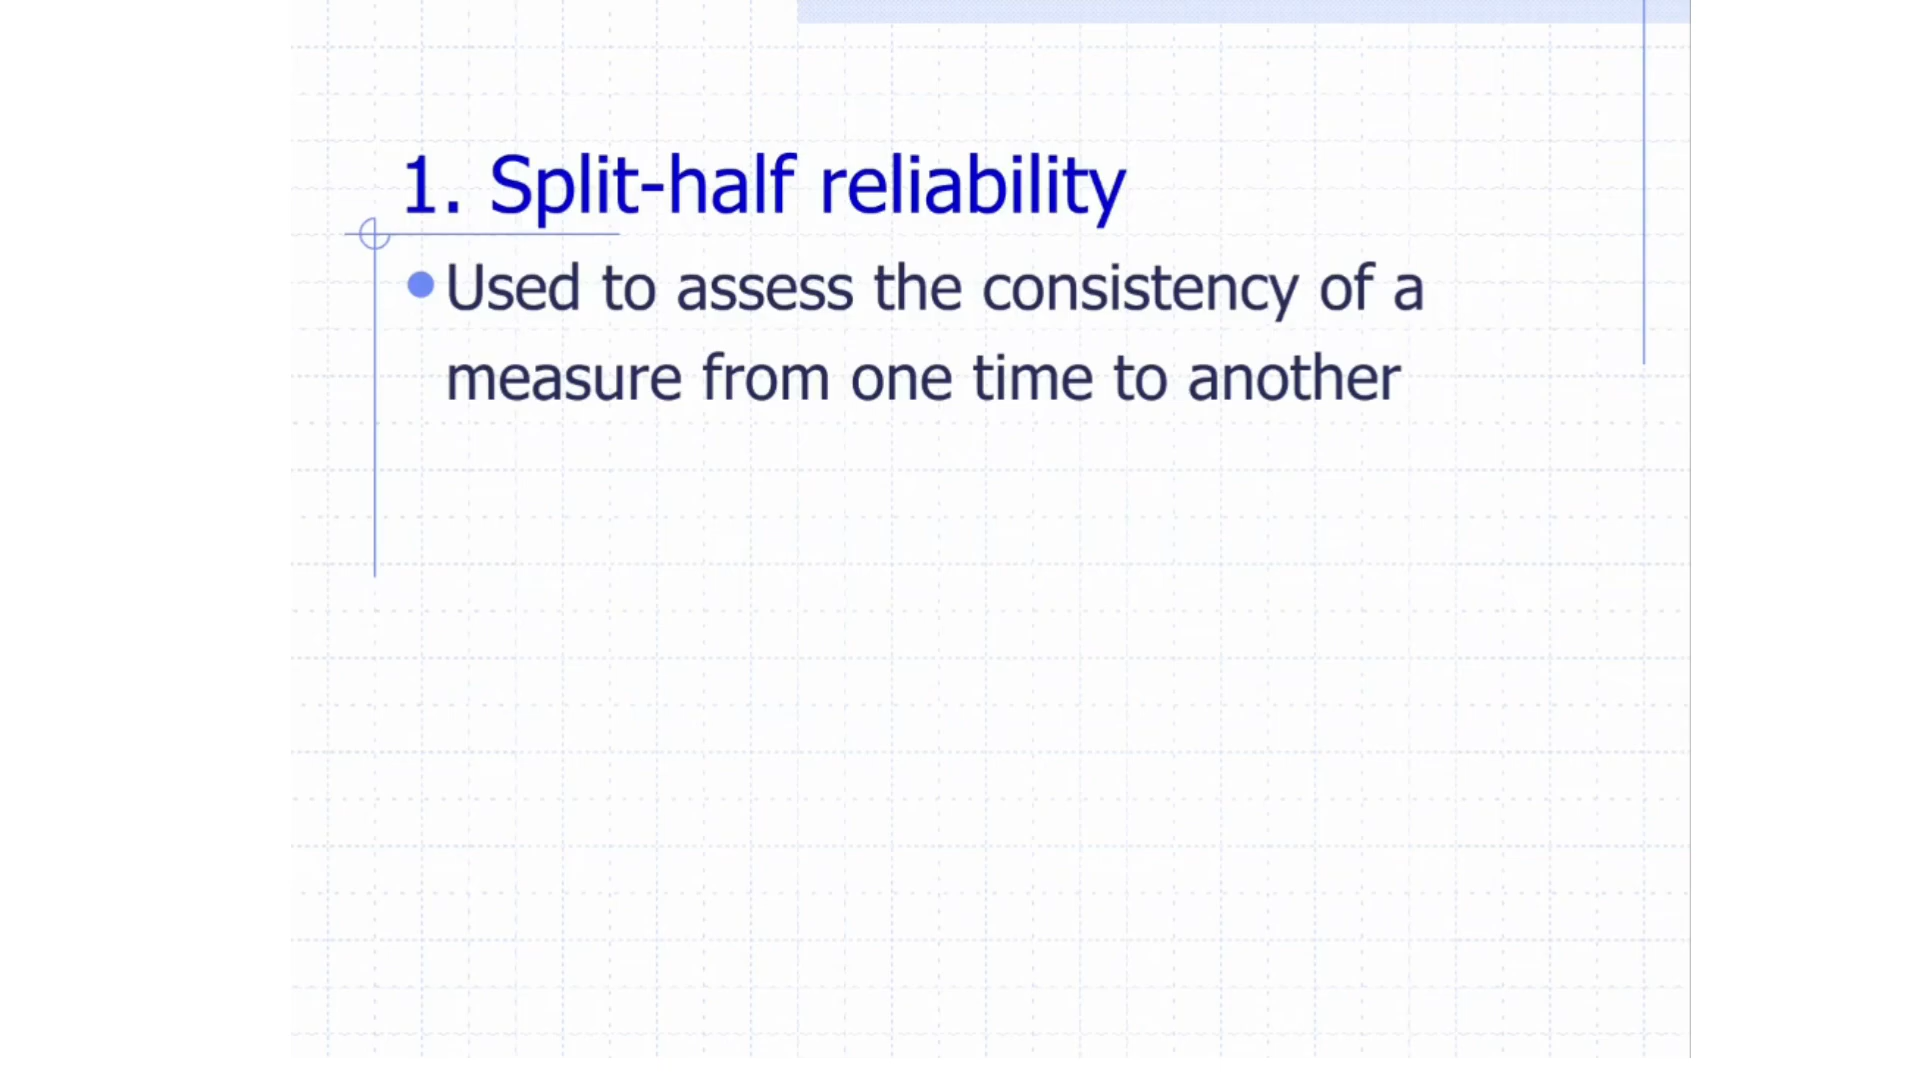 1. Split-half reliability
Used to assess the consistency of a
measure from one time to another